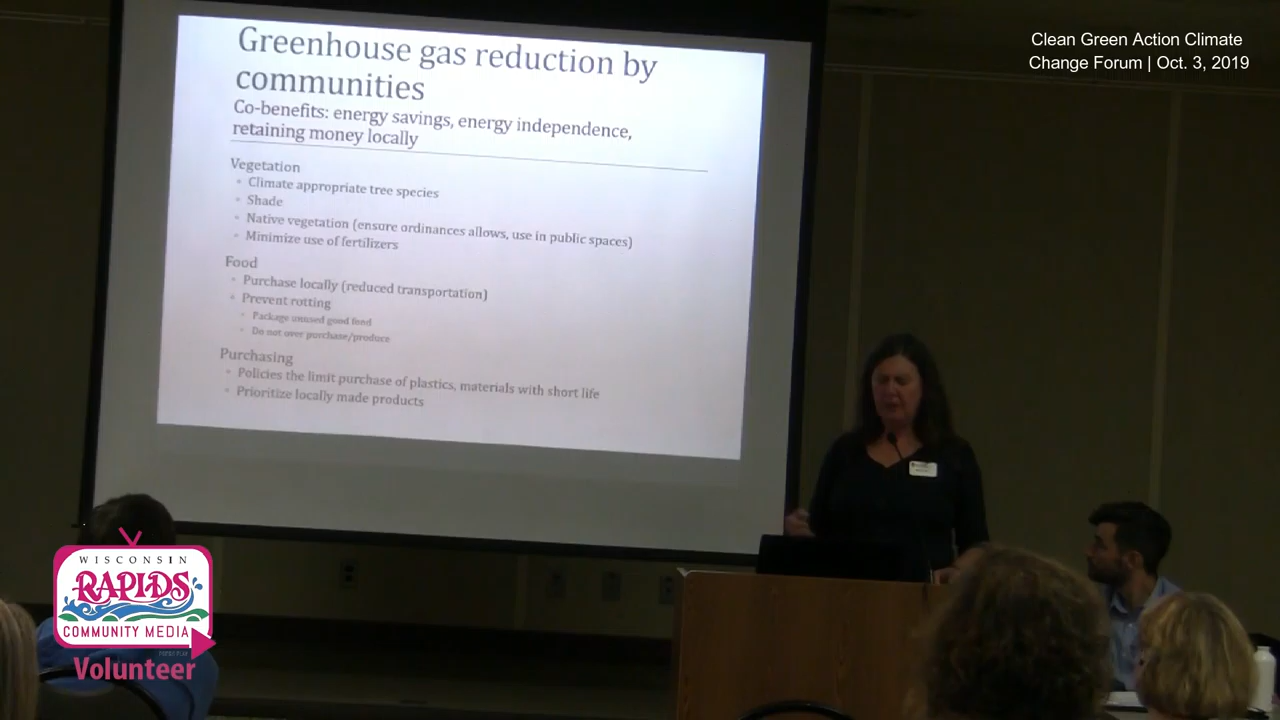 Clean Green Action Climate
Change Forum | Oct. 3, 2019
Greenhouse gas reduction by
communities
Co-benefits: energy savings, energy independence,
retaining money locally
Vegetation
Climate appropriate tree species
Shade
Native vegetation (ensure ordinances allows, use in public spaces)
Minimize use of fertilizers
Food
Purchase locally (reduced transportation)
Prevent rotting
Package unused good food
Do not over purchase/produce
Purchasing
Policies the limit purchase of plastics, materials with short life
Prioritize locally made products
WISCONSIN
RAPIDS
COMMUNITY MEDIA
Volunteer